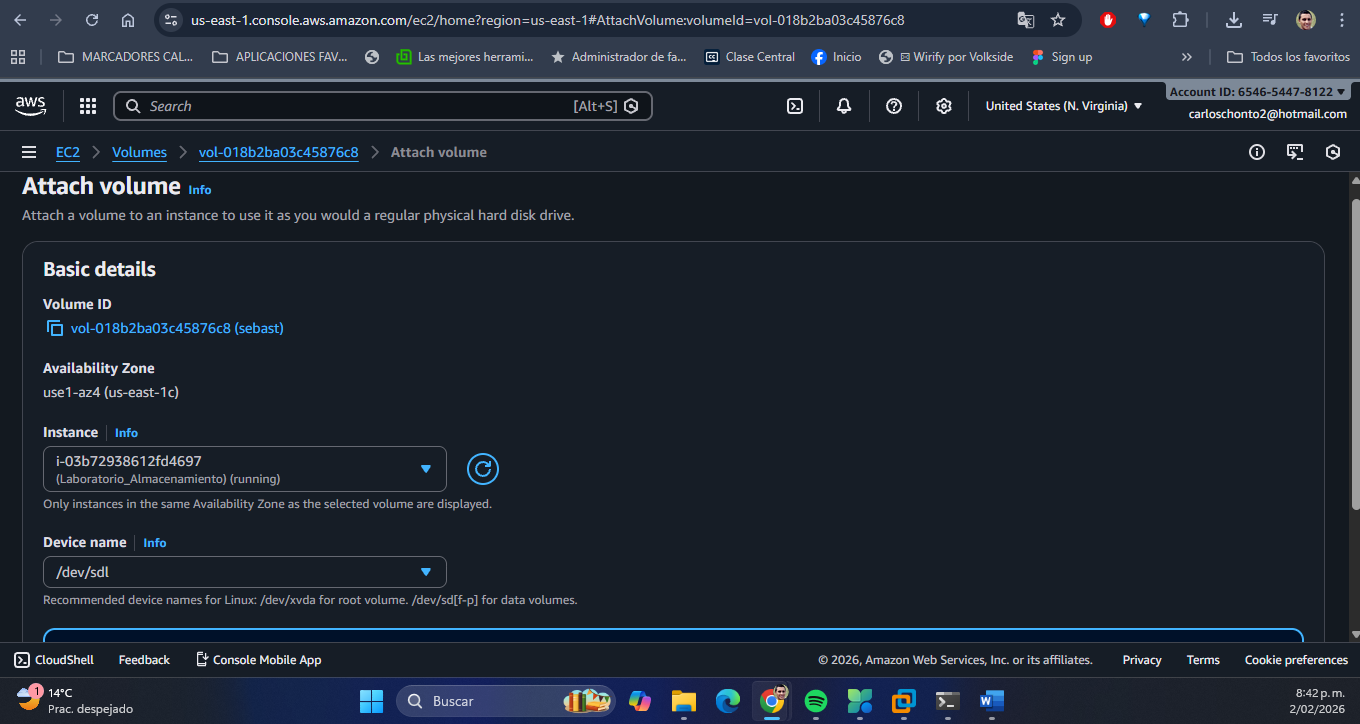 us-east-1.console.aws.amazon.com/ec2/home?region=us-east-1#AttachVolume:volumeId=vol-018b2ba03c45876c8
MARCADORES CAL... APLICACIONES FAV... Las mejores herrami... Administrador de fa... Clase Central Inicio Wirify por Volkside Sign up » Todos los favoritos
aws Search [Alt+S] United States (N. Virginia) Account ID: 6546-5447-8122
carloschonto2@hotmail.com
EC2 > Volumes > vol-018b2ba03c45876c8 > Attach volume
Attach volume Info
Attach a volume to an instance to use it as you would a regular physical hard disk drive.
Basic details
Volume ID
vol-018b2ba03c45876c8 (sebast)
Availability Zone
use1-az4 (us-east-1c)
Instance Info
i-03b72938612fd4697
(Laboratorio_Almacenamiento) (running)
Only instances in the same Availability Zone as the selected volume are displayed.
Device name Info
/dev/sdl
Recommended device names for Linux: /dev/xvda for root volume. /dev/sd[f-p] for data volumes.
CloudShell Feedback Console Mobile App © 2026, Amazon Web Services, Inc. or its affiliates. Privacy Terms Cookie preferences
1 14°C
Prac. despejado
Buscar
8:42 p. m.
2/02/2026